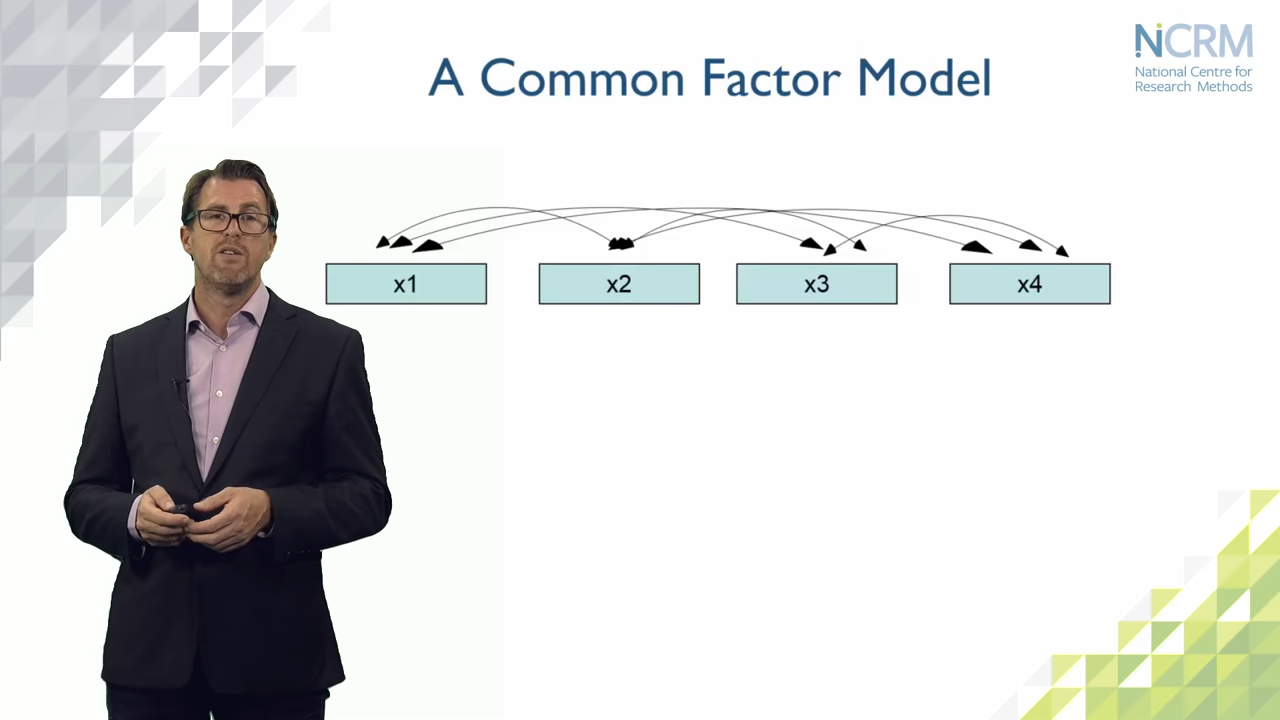 A Common Factor Model
NCRM
National Centre for
Research Methods
x1
x2
x3
x4